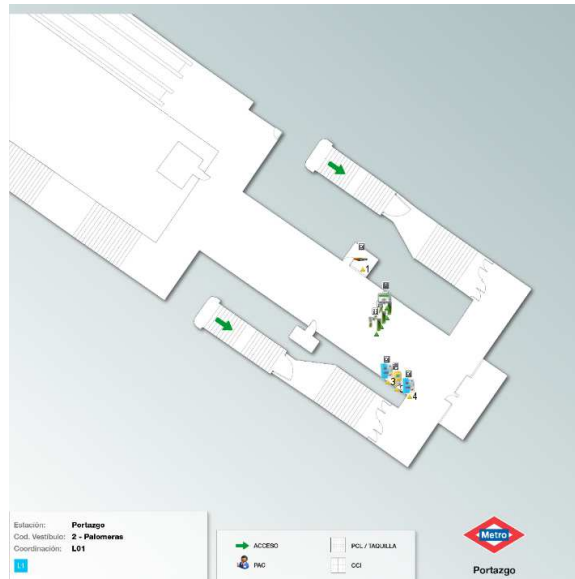 1
3
4
Estación: Portazgo
Cod. Vestíbulo: 2 - Palomeras
Coordinación: L01
L1
ACCESO
PCL / TAQUILLA
PAC
CCI
Metro
Portazgo